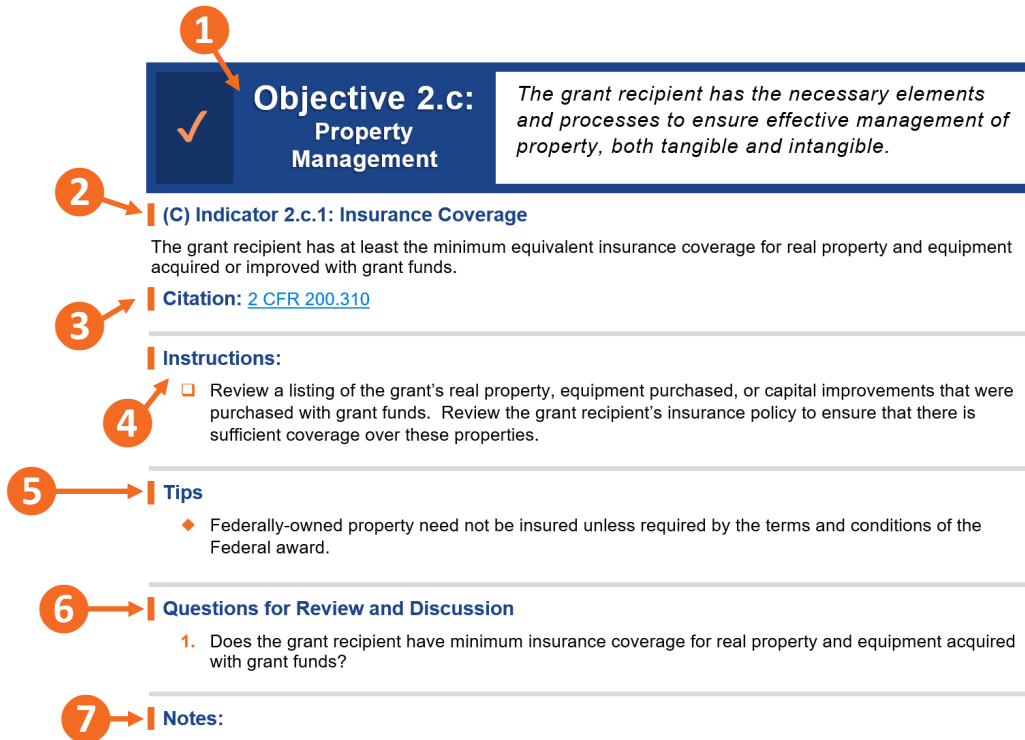 1
Objective 2.c:
Property
Management
The grant recipient has the necessary elements
and processes to ensure effective management of
property, both tangible and intangible.
2
(C) Indicator 2.c.1: Insurance Coverage
The grant recipient has at least the minimum equivalent insurance coverage for real property and equipment
acquired or improved with grant funds.
3
Citation: 2 CFR 200.310
Instructions:
4
❑ Review a listing of the grant’s real property, equipment purchased, or capital improvements that were
purchased with grant funds.  Review the grant recipient’s insurance policy to ensure that there is
sufficient coverage over these properties.
5
Tips
◆ Federally-owned property need not be insured unless required by the terms and conditions of the
Federal award.
6
Questions for Review and Discussion
1. Does the grant recipient have minimum insurance coverage for real property and equipment acquired
with grant funds?
7
Notes: